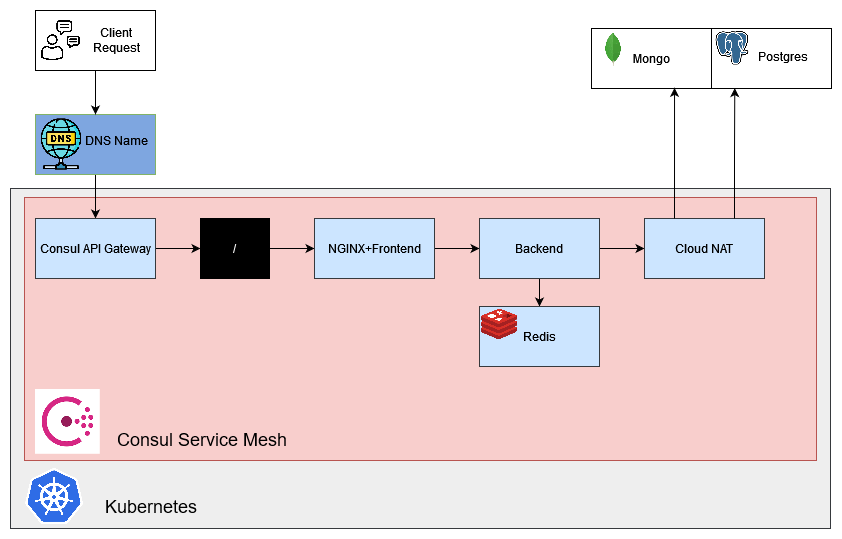 Client
Request
Mongo
Postgres
DNS
DNS Name
Consul API Gateway
/
NGINX+Frontend
Backend
Cloud NAT
Redis
Consul Service Mesh
Kubernetes